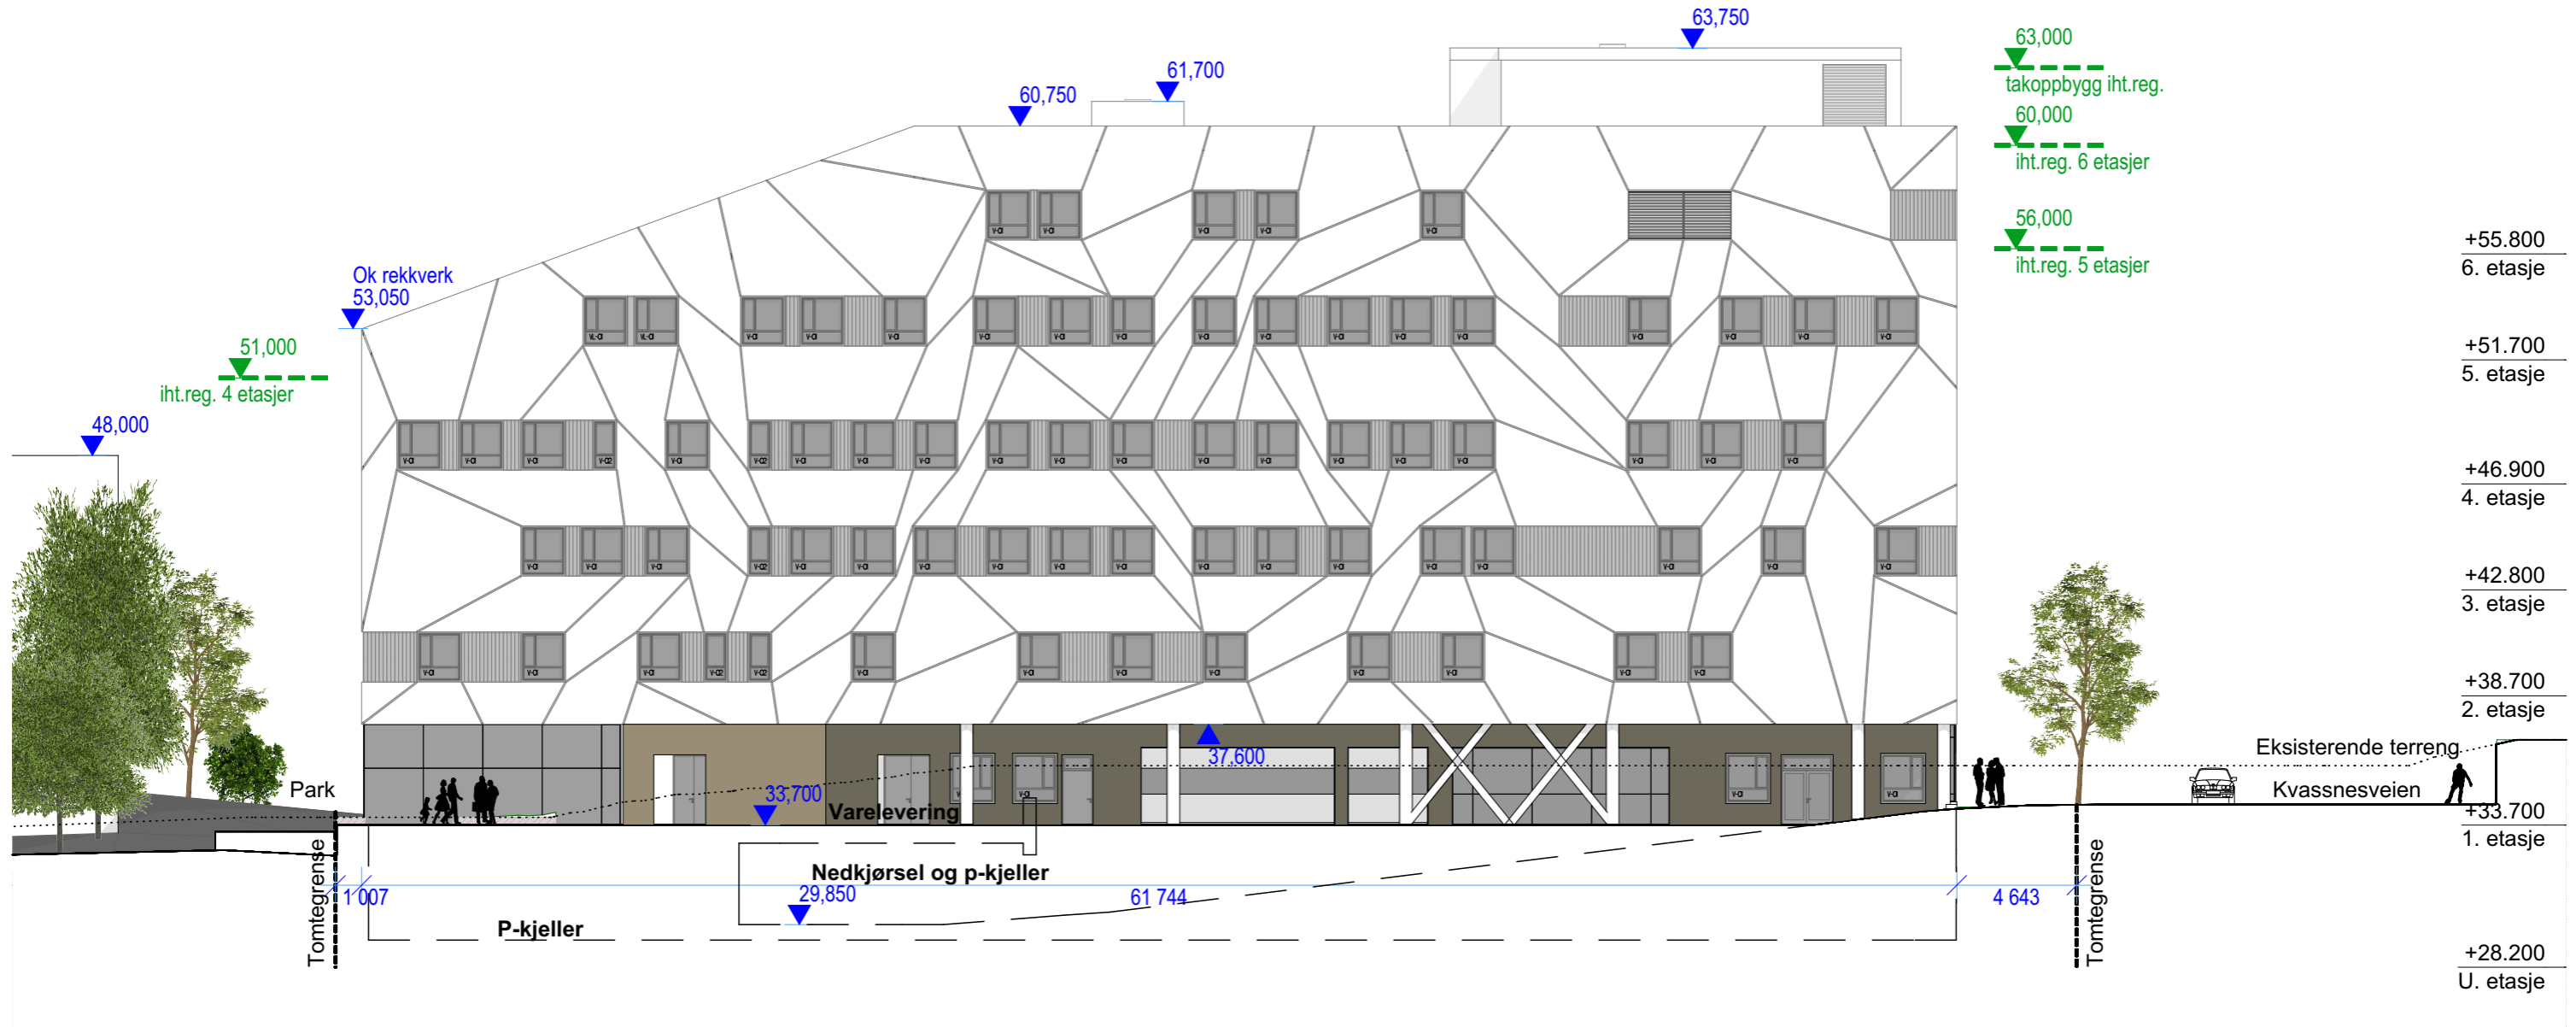 63,750
63,000
takoppbygg iht.reg.
61,700
60,750
60,000
iht.reg. 6 etasjer
56,000
iht.reg. 5 etasjer
+55.800
6. etasje
Ok rekkverk
53,050
51,000
iht.reg. 4 etasjer
+51.700
5. etasje
48,000
+46.900
4. etasje
+42.800
3. etasje
+38.700
2. etasje
37,600
Eksisterende terreng
Park
Kvassnesveien
33,700
Varelevering
+33.700
1. etasje
Tomtegrense
Nedkjørsel og p-kjeller
Tomtegrense
1 007
29,850
61 744
4 643
P-kjeller
+28.200
U. etasje